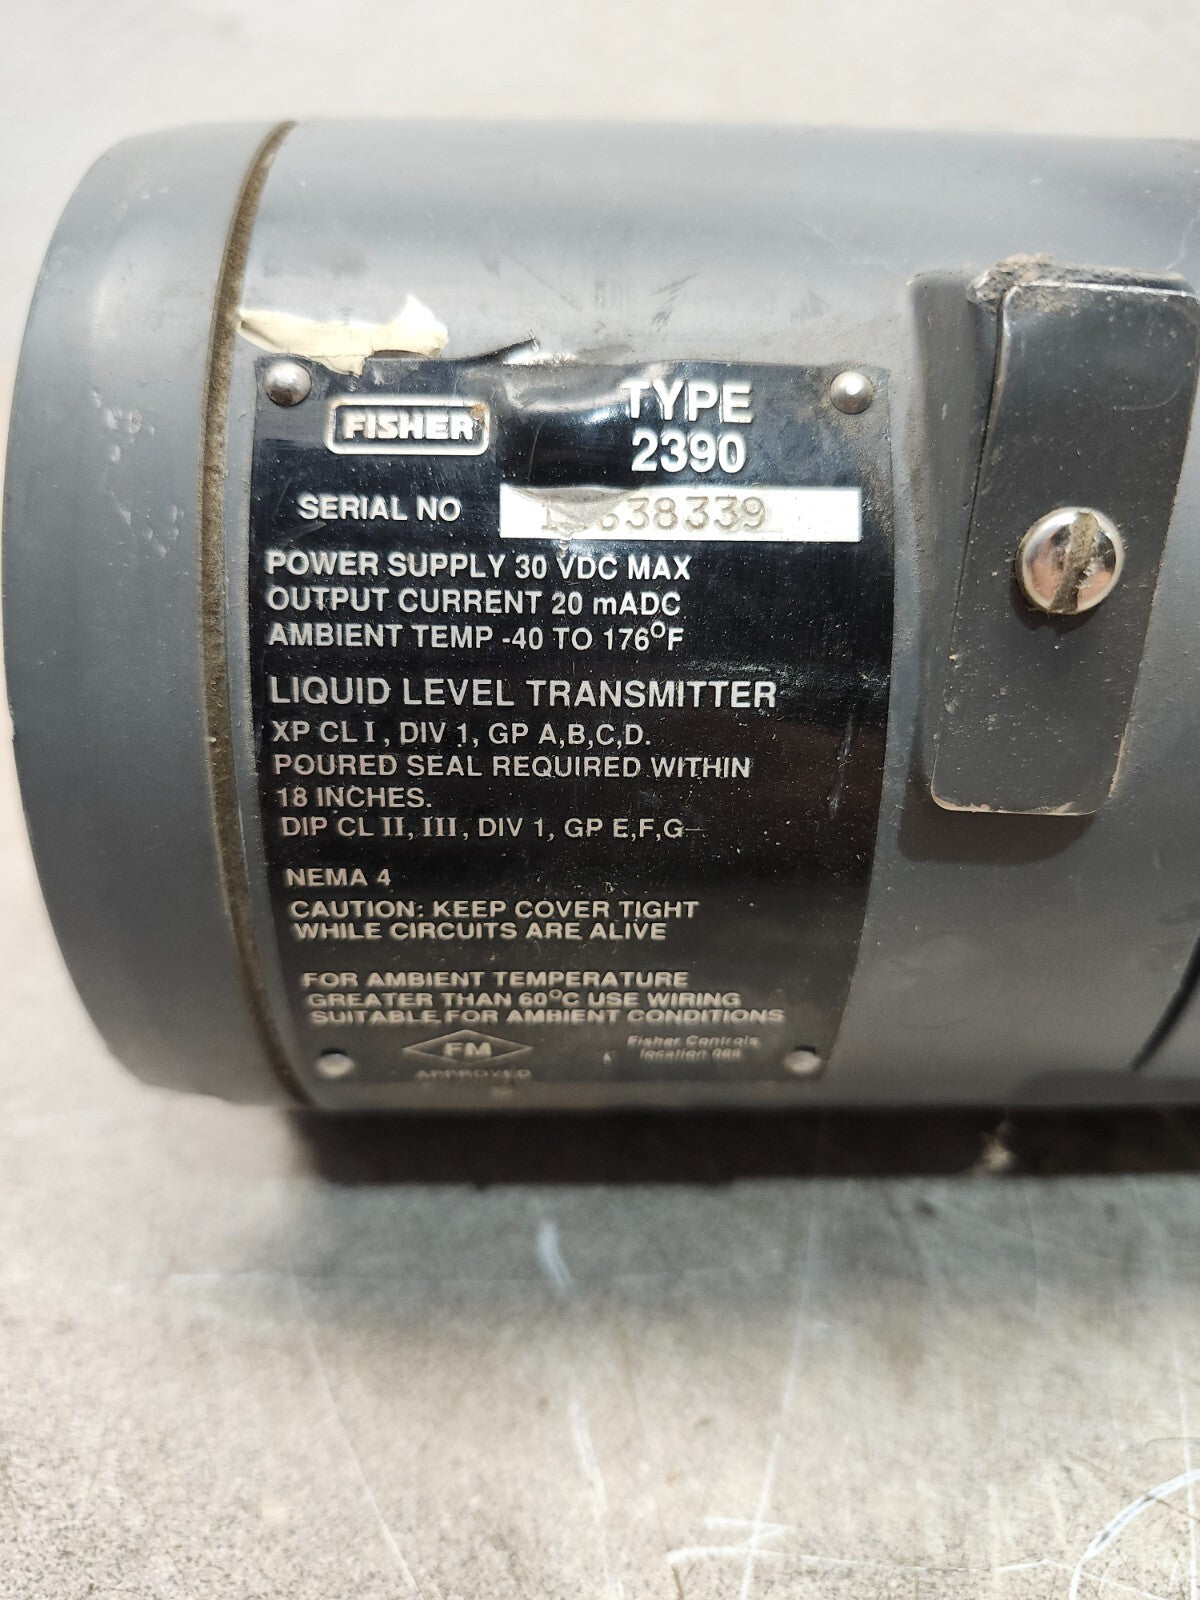 FISHER
TYPE
2390
SERIAL NO
POWER SUPPLY 30 VDC MAX
OUTPUT CURRENT 20 mADC
AMBIENT TEMP -40 TO 176°F
LIQUID LEVEL TRANSMITTER
XP CL I, DIV 1, GP A,B,C,D.
POURED SEAL REQUIRED WITHIN
18 INCHES.
DIP CL II, III, DIV 1, GP E,F,G
NEMA 4
CAUTION: KEEP COVER TIGHT
WHILE CIRCUITS ARE ALIVE
FOR AMBIENT TEMPERATURE
GREATER THAN 60°C USE WIRING
SUITABLE FOR AMBIENT CONDITIONS
FM
APPROVED
Fisher Controls
location